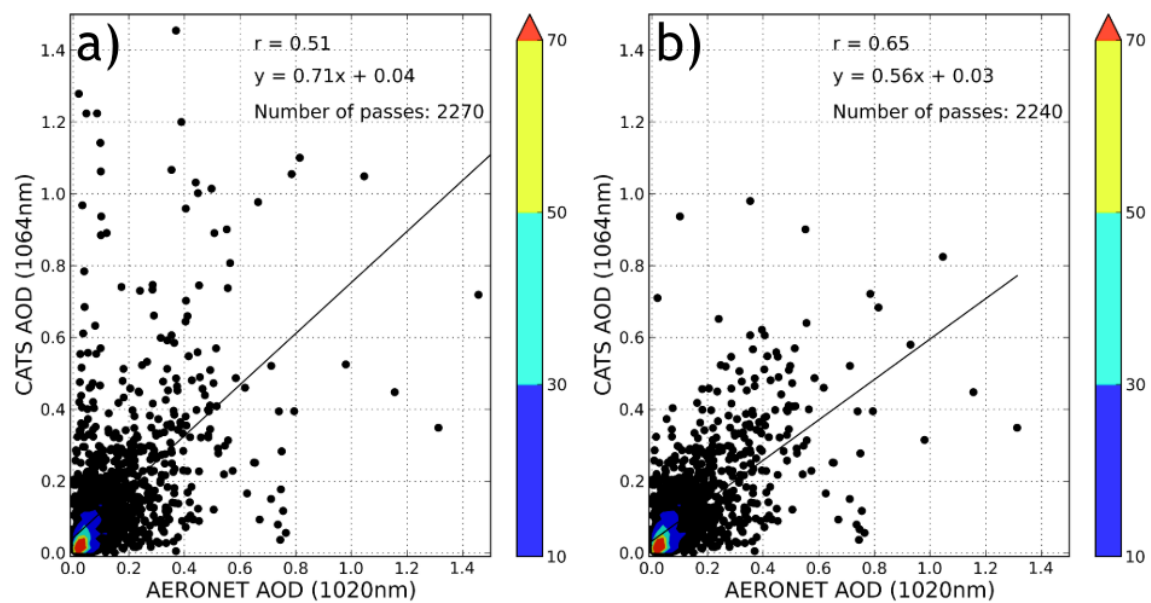 a)
r = 0.51
y = 0.71x + 0.04
Number of passes: 2270
CATS AOD (1064nm)
1.4
1.2
1.0
0.8
0.6
0.4
0.2
0.0
0.0 0.2 0.4 0.6 0.8 1.0 1.2 1.4
AERONET AOD (1020nm)
70
50
30
10
b)
r = 0.65
y = 0.56x + 0.03
Number of passes: 2240
CATS AOD (1064nm)
1.4
1.2
1.0
0.8
0.6
0.4
0.2
0.0
0.0 0.2 0.4 0.6 0.8 1.0 1.2 1.4
AERONET AOD (1020nm)
70
50
30
10